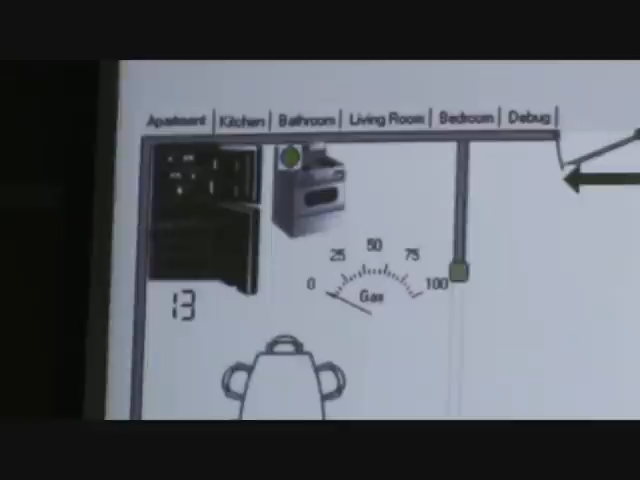 Apartment | Kitchen | Bathroom | Living Room | Bedroom | Debug |
50
25 75
0 100
Gas
13